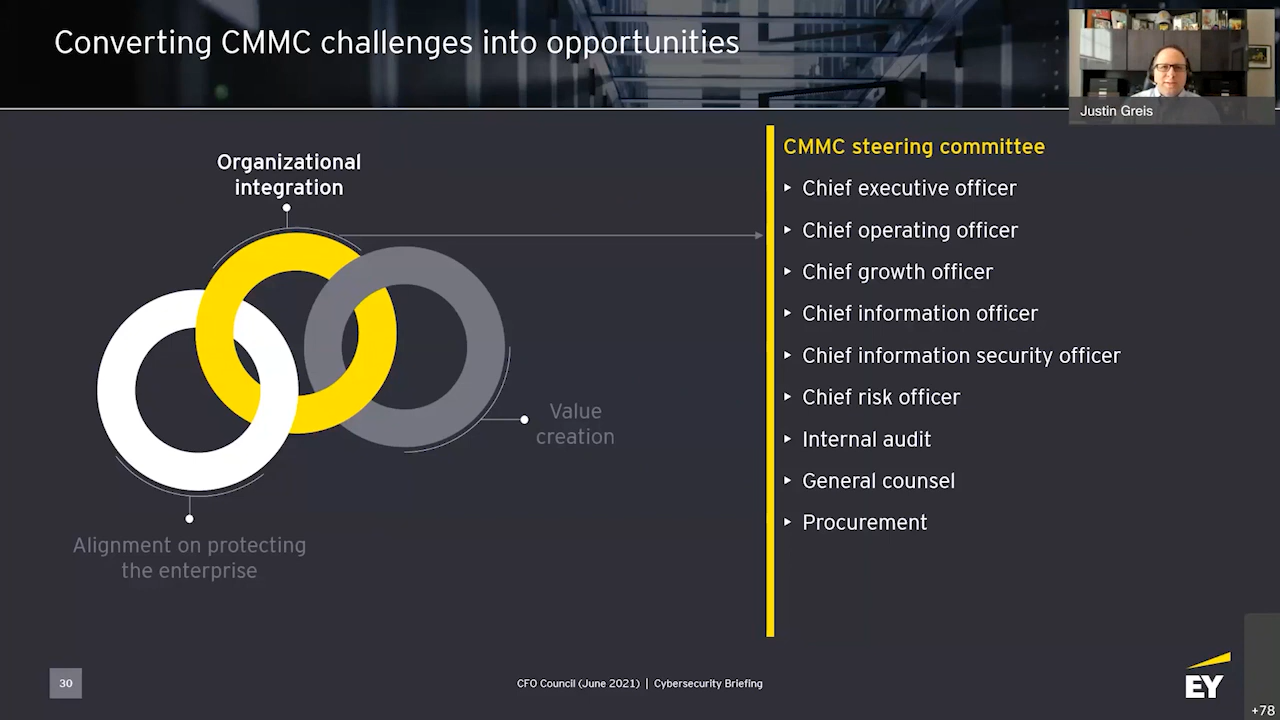 Converting CMMC challenges into opportunities
Justin Greis
Organizational
integration
Value
creation
Alignment on protecting
the enterprise
CMMC steering committee
‣ Chief executive officer
‣ Chief operating officer
‣ Chief growth officer
‣ Chief information officer
‣ Chief information security officer
‣ Chief risk officer
‣ Internal audit
‣ General counsel
‣ Procurement
30
CFO Council (June 2021) | Cybersecurity Briefing
EY
+78